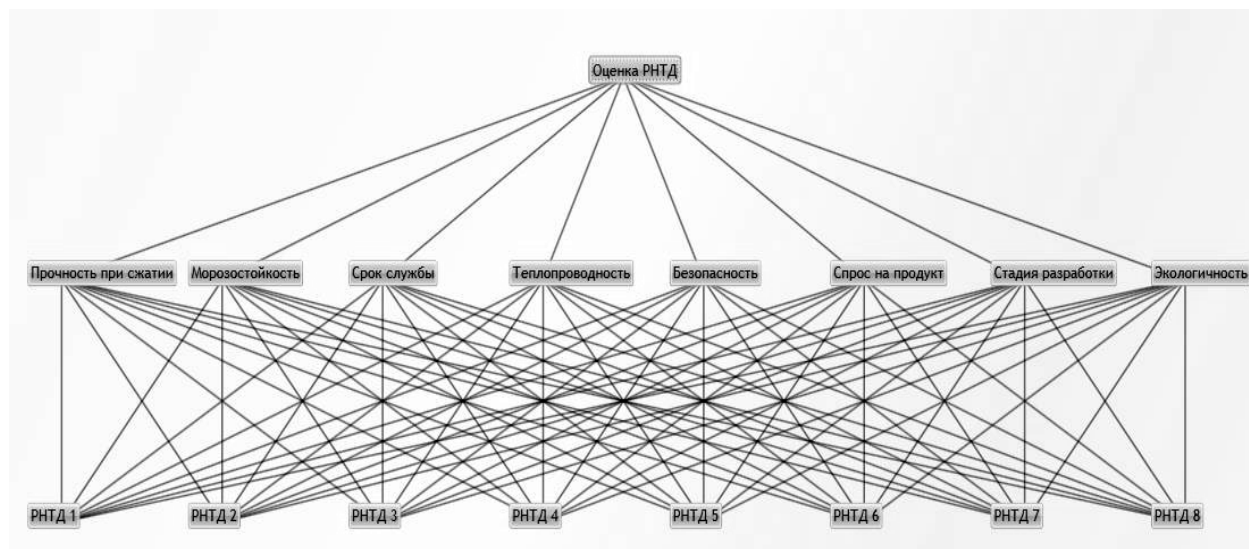 Оценка РНТД
Прочность при сжатии Морозостойкость Срок службы Теплопроводность Безопасность Спрос на продукт Стадия разработки Экологичность
РНТД 1 РНТД 2 РНТД 3 РНТД 4 РНТД 5 РНТД 6 РНТД 7 РНТД 8